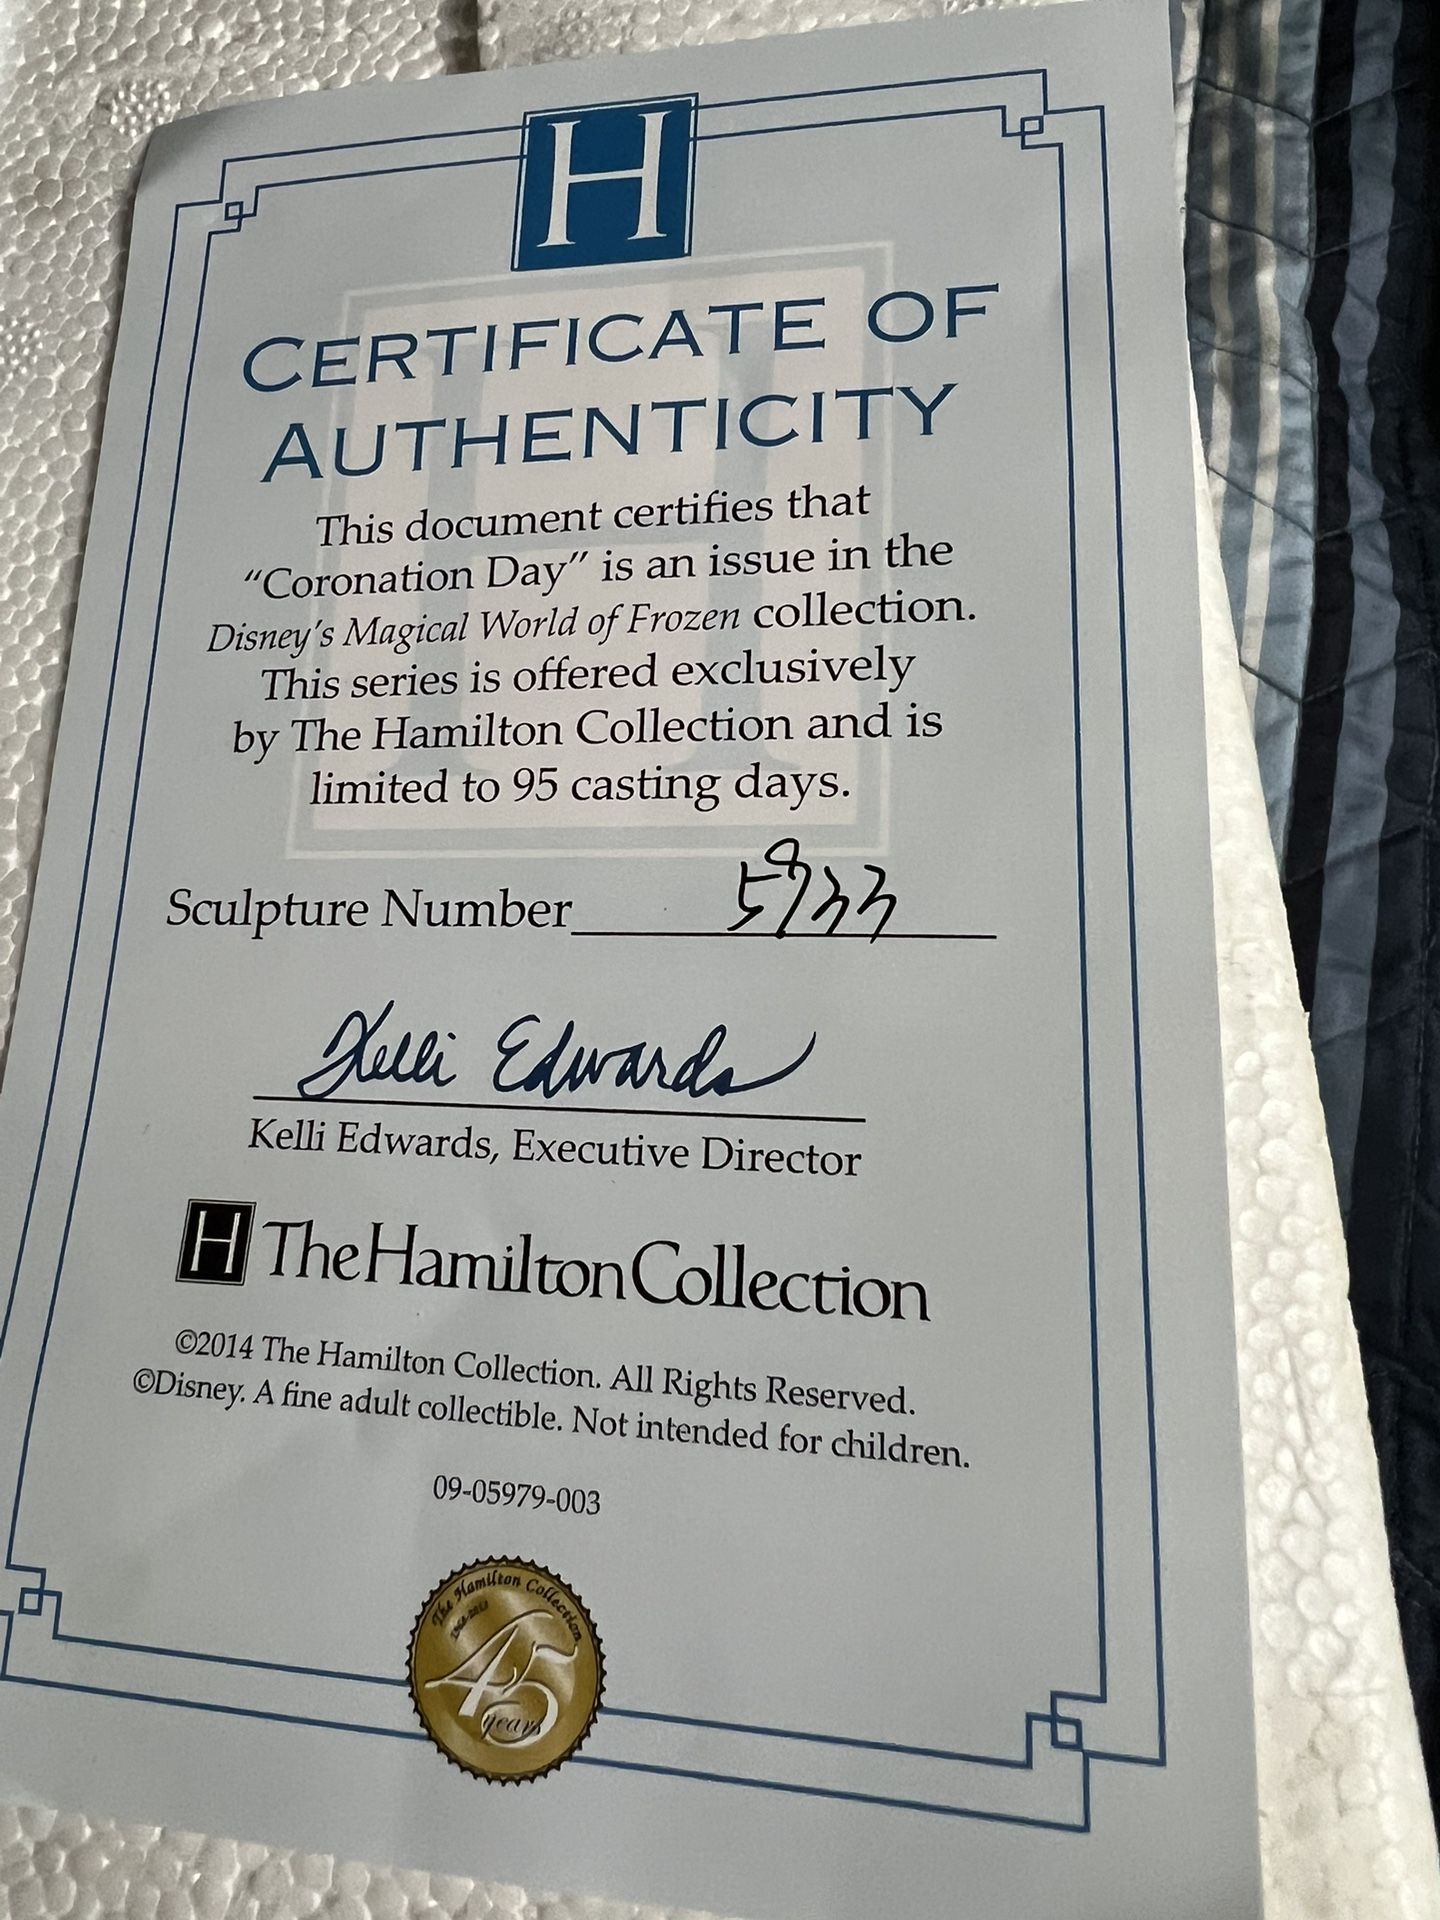 H
CERTIFICATE OF
AUTHENTICITY
This document certifies that
“Coronation Day” is an issue in the
Disney's Magical World of Frozen collection.
This series is offered exclusively
by The Hamilton Collection and is
limited to 95 casting days.
Sculpture Number 5933
Kelli Edwards
Kelli Edwards, Executive Director
H The Hamilton Collection
©2014 The Hamilton Collection. All Rights Reserved.
©Disney. A fine adult collectible. Not intended for children.
09-05979-003
The Hamilton Collection
45
years